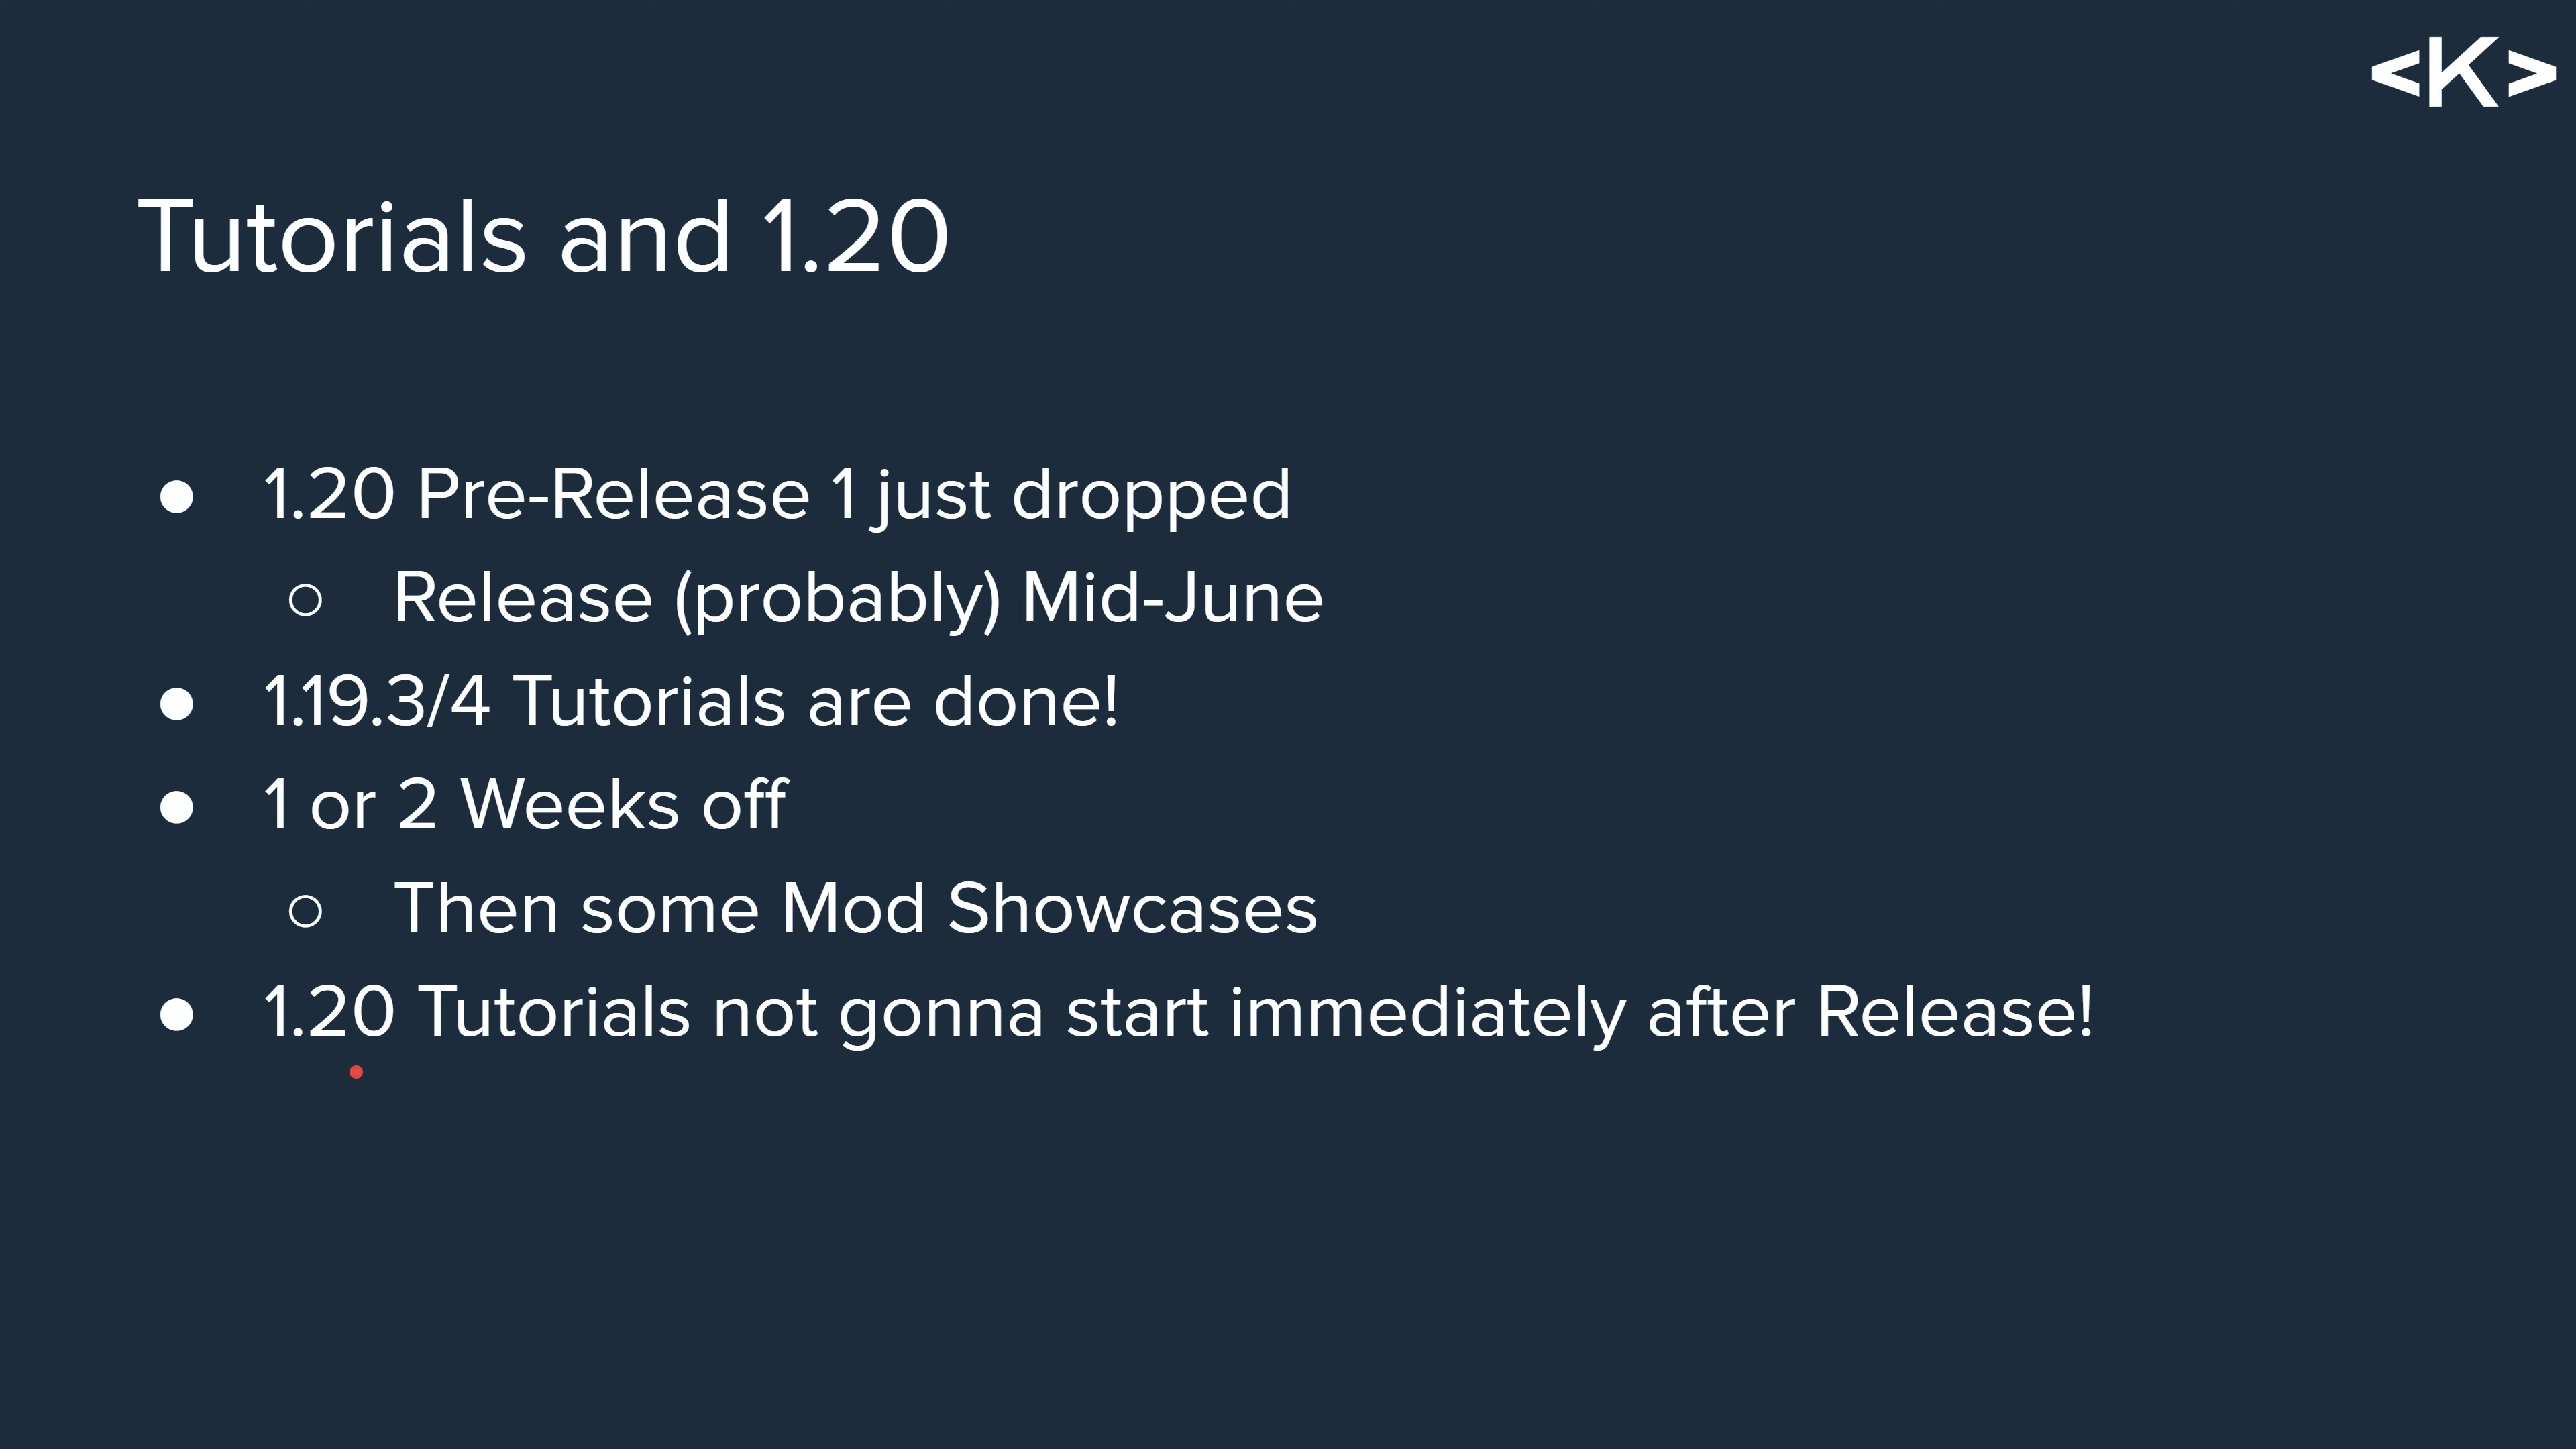 <K>
Tutorials and 1.20
● 1.20 Pre-Release 1 just dropped
○ Release (probably) Mid-June
● 1.19.3/4 Tutorials are done!
● 1 or 2 Weeks off
○ Then some Mod Showcases
● 1.20 Tutorials not gonna start immediately after Release!